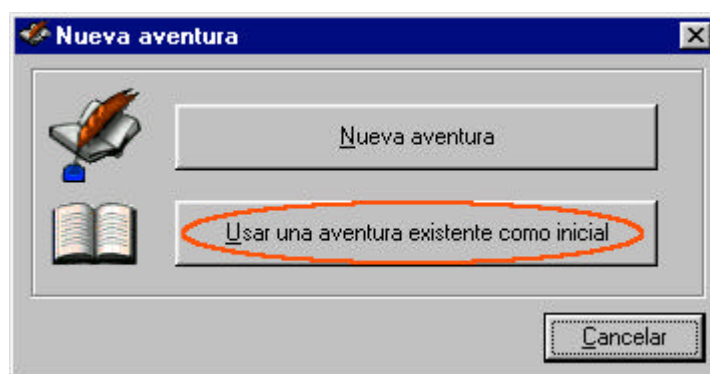 Nueva aventura
Nueva aventura
Usar una aventura existente como inicial
Cancelar